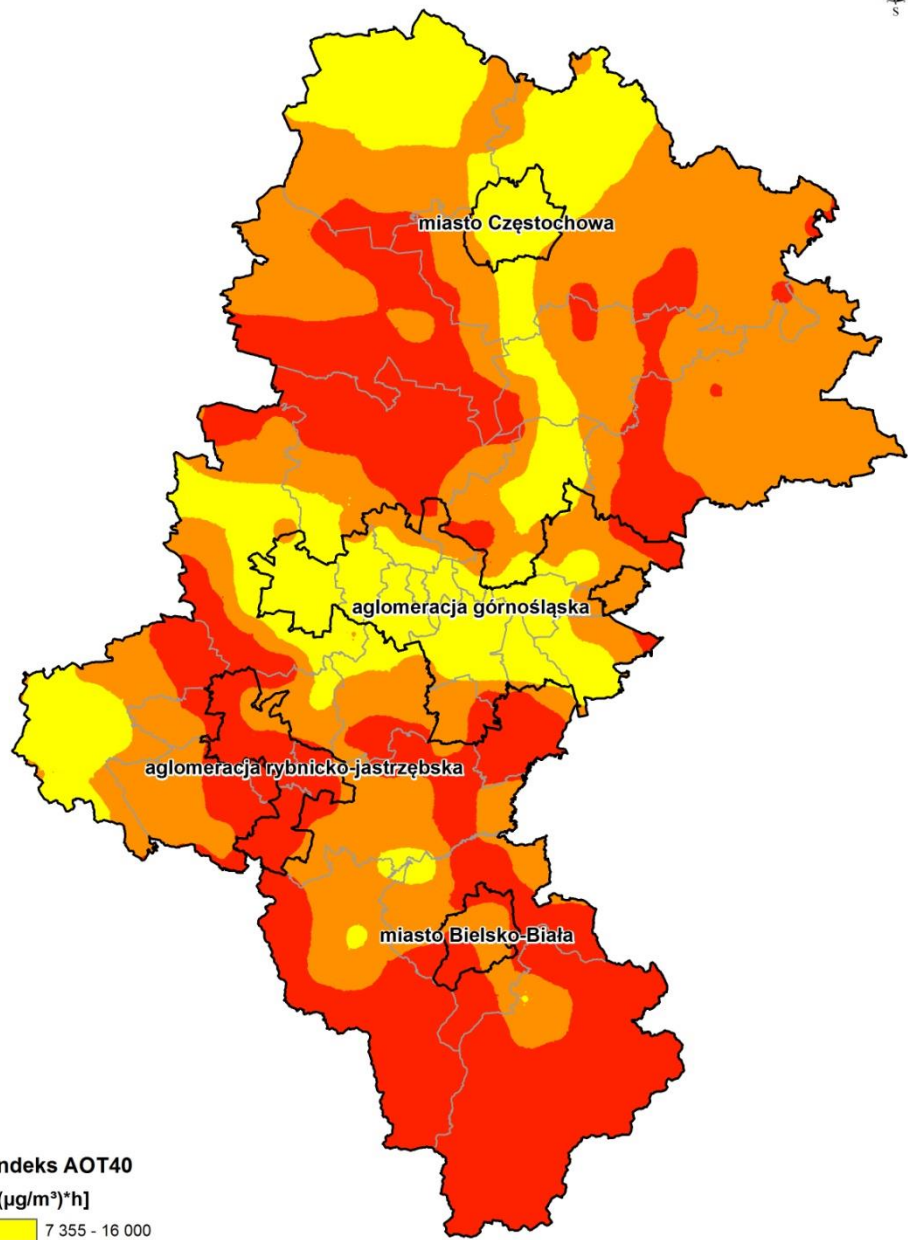 S
miasto Częstochowa
aglomeracja górnośląska
aglomeracja rybnicko-jastrzębska
miasto Bielsko-Biała
ndeks AOT40
(µg/m³)*h]
7 355 - 16 000